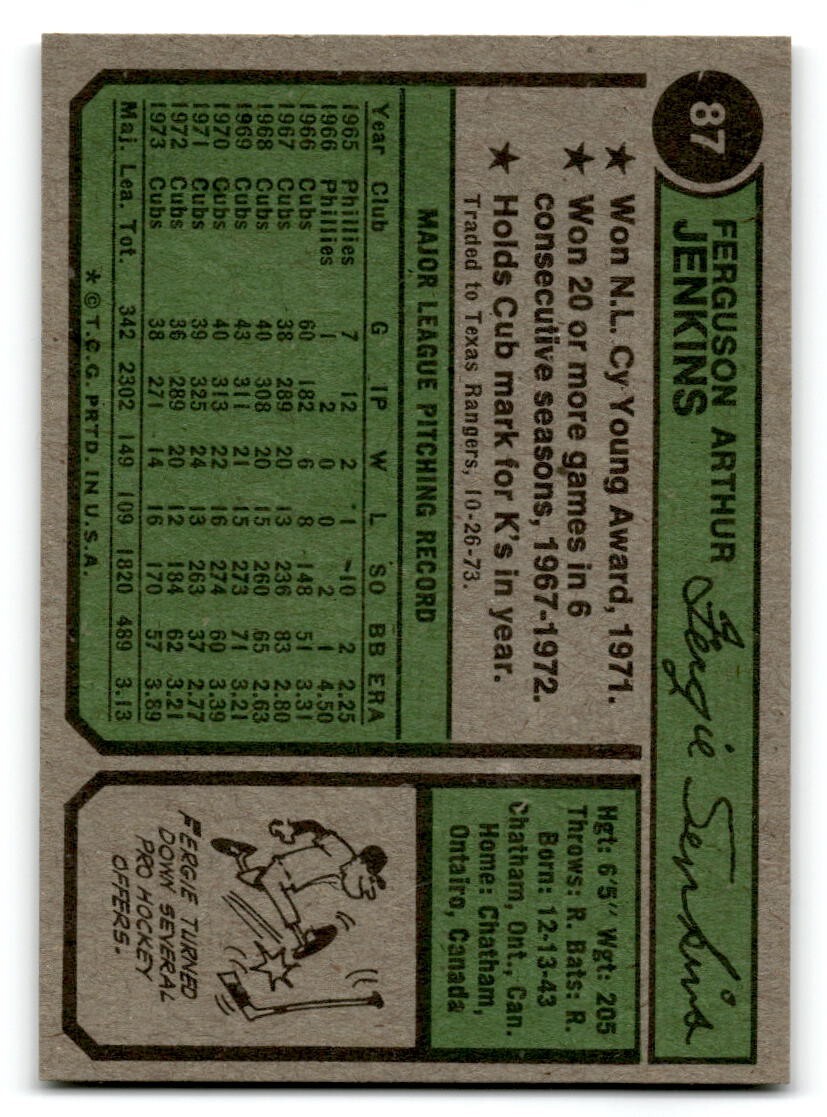 87
FERGUSON ARTHUR
JENKINS
Fergie Jenkins
★ Won N.L. Cy Young Award, 1971.
★ Won 20 or more games in 6
consecutive seasons, 1967-1972.
★ Holds Cub mark for K's in year.
Traded to Texas Rangers, 10-26-73.
MAJOR LEAGUE PITCHING RECORD
Year Club G IP W L SO BB ERA
1965 Phillies 7 12 2 1 10 2 2.25
1966 Phillies 1 2 0 0 2 1 4.50
1966 Cubs 60 182 6 8 148 51 3.31
1967 Cubs 38 289 20 13 236 83 2.80
1968 Cubs 40 308 20 15 260 65 2.63
1969 Cubs 43 311 21 15 273 71 3.21
1970 Cubs 40 313 22 16 274 60 3.39
1971 Cubs 39 325 24 13 263 37 2.77
1972 Cubs 36 289 20 12 184 62 3.21
1973 Cubs 38 271 14 16 170 57 3.89
Maj. Lea. Tot. 342 2302 149 109 1820 489 3.13
* © T.C.G. PRTD. IN U.S.A.
Hgt: 6'5" Wgt: 205
Throws: R. Bats: R.
Born: 12-13-43
Chatham, Ont., Can.
Home: Chatham,
Ontairo, Canada
FERGIE TURNED
DOWN SEVERAL
PRO HOCKEY
OFFERS.